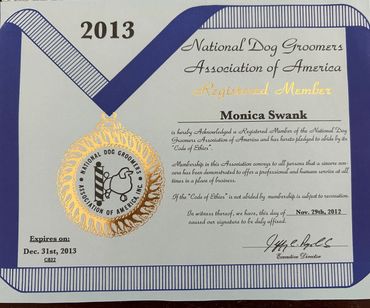 2013
National Dog Groomers
Association of America
Registered Member
Monica Swank
is hereby Acknowledged a Registered Member of the National Dog
Groomers Association of America and has hereto pledged to abide by its
"Code of Ethics".
Membership in this Association conveys to all persons that a sincere
concern has been demonstrated to offer a professional and humane service at all
times in a place of business.
If the "Code of Ethics" is not abided by membership is subject to revocation.
In witness thereof, we have, this day of Nov. 29th, 2012
caused our signature to be duly affixed.
Executive Director
NATIONAL DOG GROOMERS
ASSOCIATION OF AMERICA, INC.
Expires on:
Dec. 31st, 2013
C822